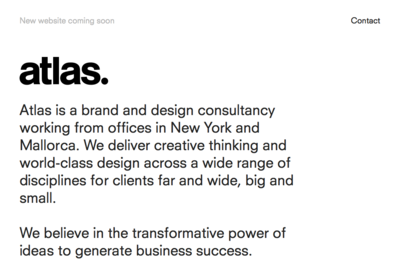 New website coming soon
Contact
atlas.
Atlas is a brand and design consultancy
working from offices in New York and
Mallorca. We deliver creative thinking and
world-class design across a wide range of
disciplines for clients far and wide, big and
small.
We believe in the transformative power of
ideas to generate business success.